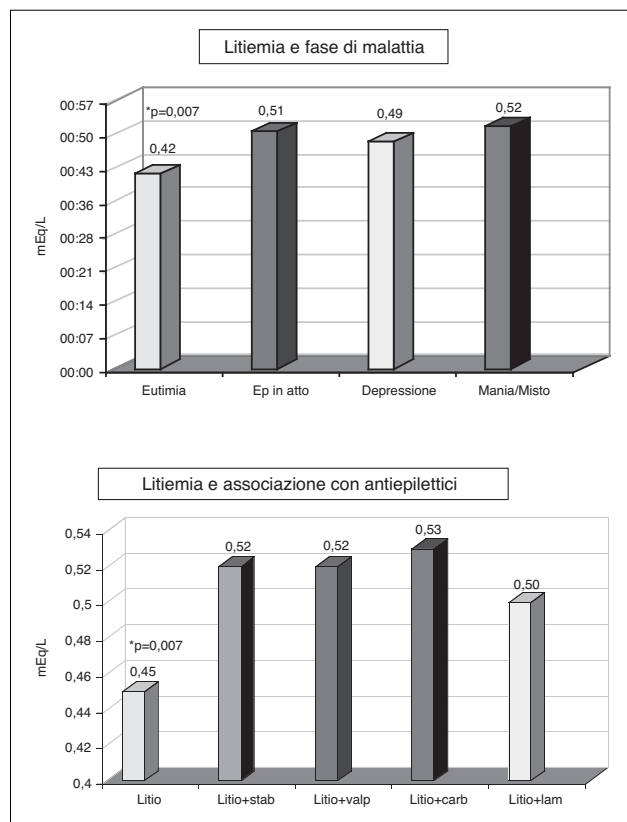 Litiemia e fase di malattia
00:57
00:50
00:43
00:36
00:28
00:21
00:14
00:07
00:00
mEq/L
*p=0,007
0,42
0,51
0,49
0,52
Eutimia
Ep in atto
Depressione
Mania/Misto
Litiemia e associazione con antiepilettici
0,54
0,52
0,5
0,48
0,46
0,44
0,42
0,4
mEq/L
*p=0,007
0,45
0,52
0,52
0,53
0,50
Litio
Litio+stab
Litio+valp
Litio+carb
Litio+lam